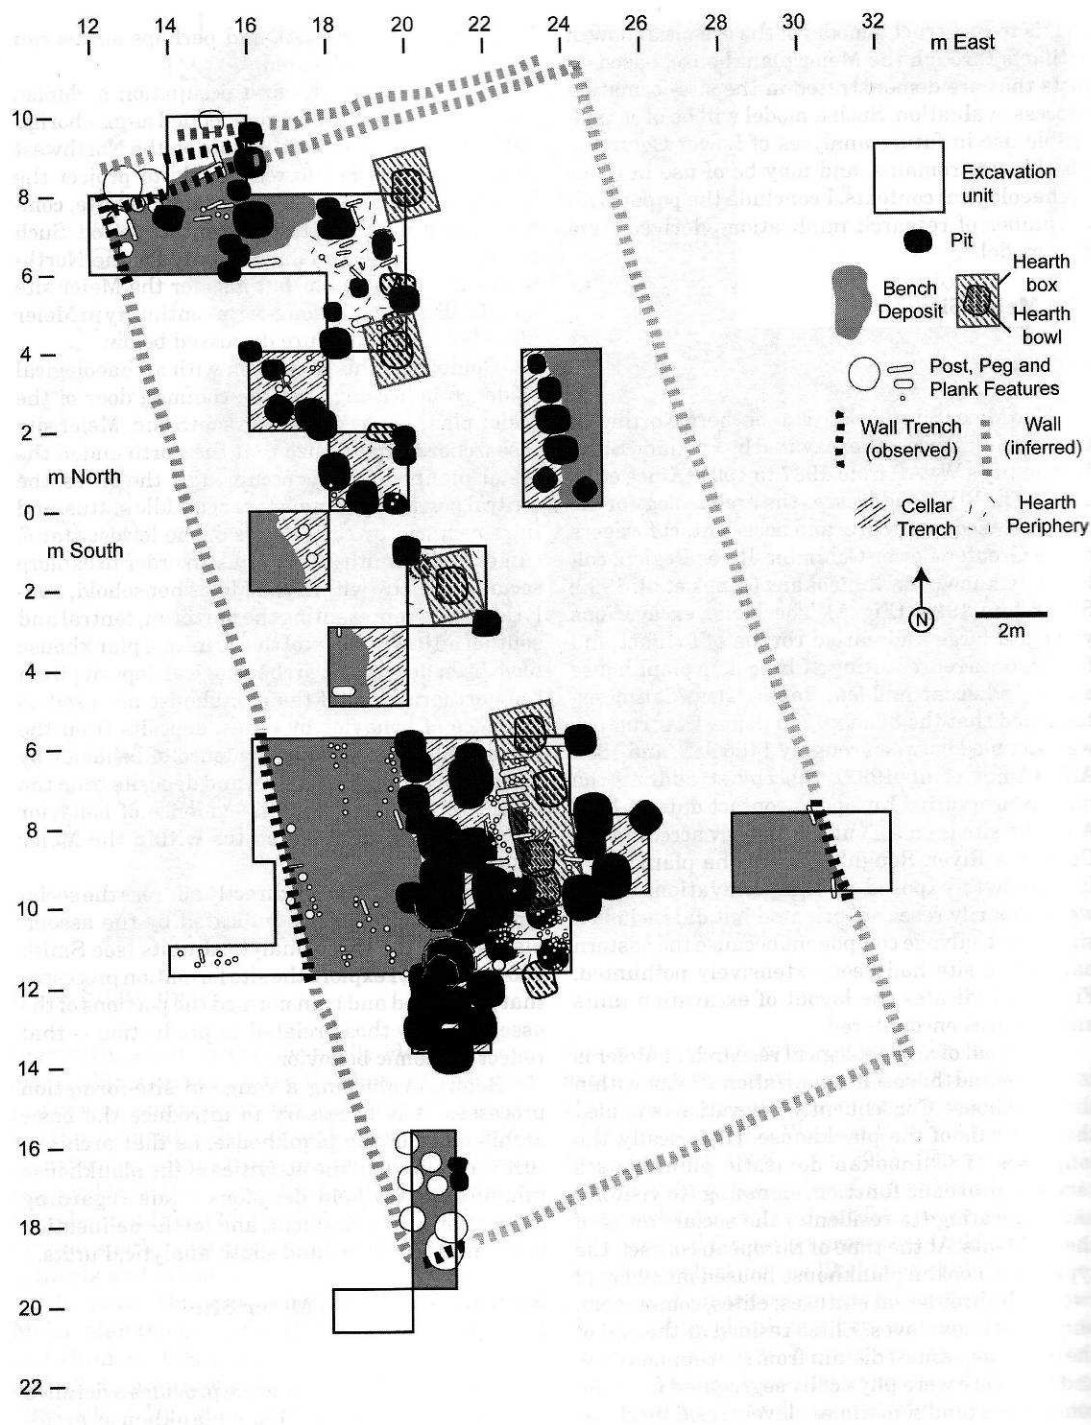 12 14 16 18 20 22 24 26 28 30 32
m East
10
8
6
4
2
m North
0
m South
2
4
6
8
10
12
14
16
18
20
22
Excavation
unit
Pit
Bench
Deposit
Hearth
box
Hearth
bowl
Post, Peg and
Plank Features
Wall Trench
(observed)
Wall
(inferred)
Cellar
Trench
Hearth
Periphery
N
2m